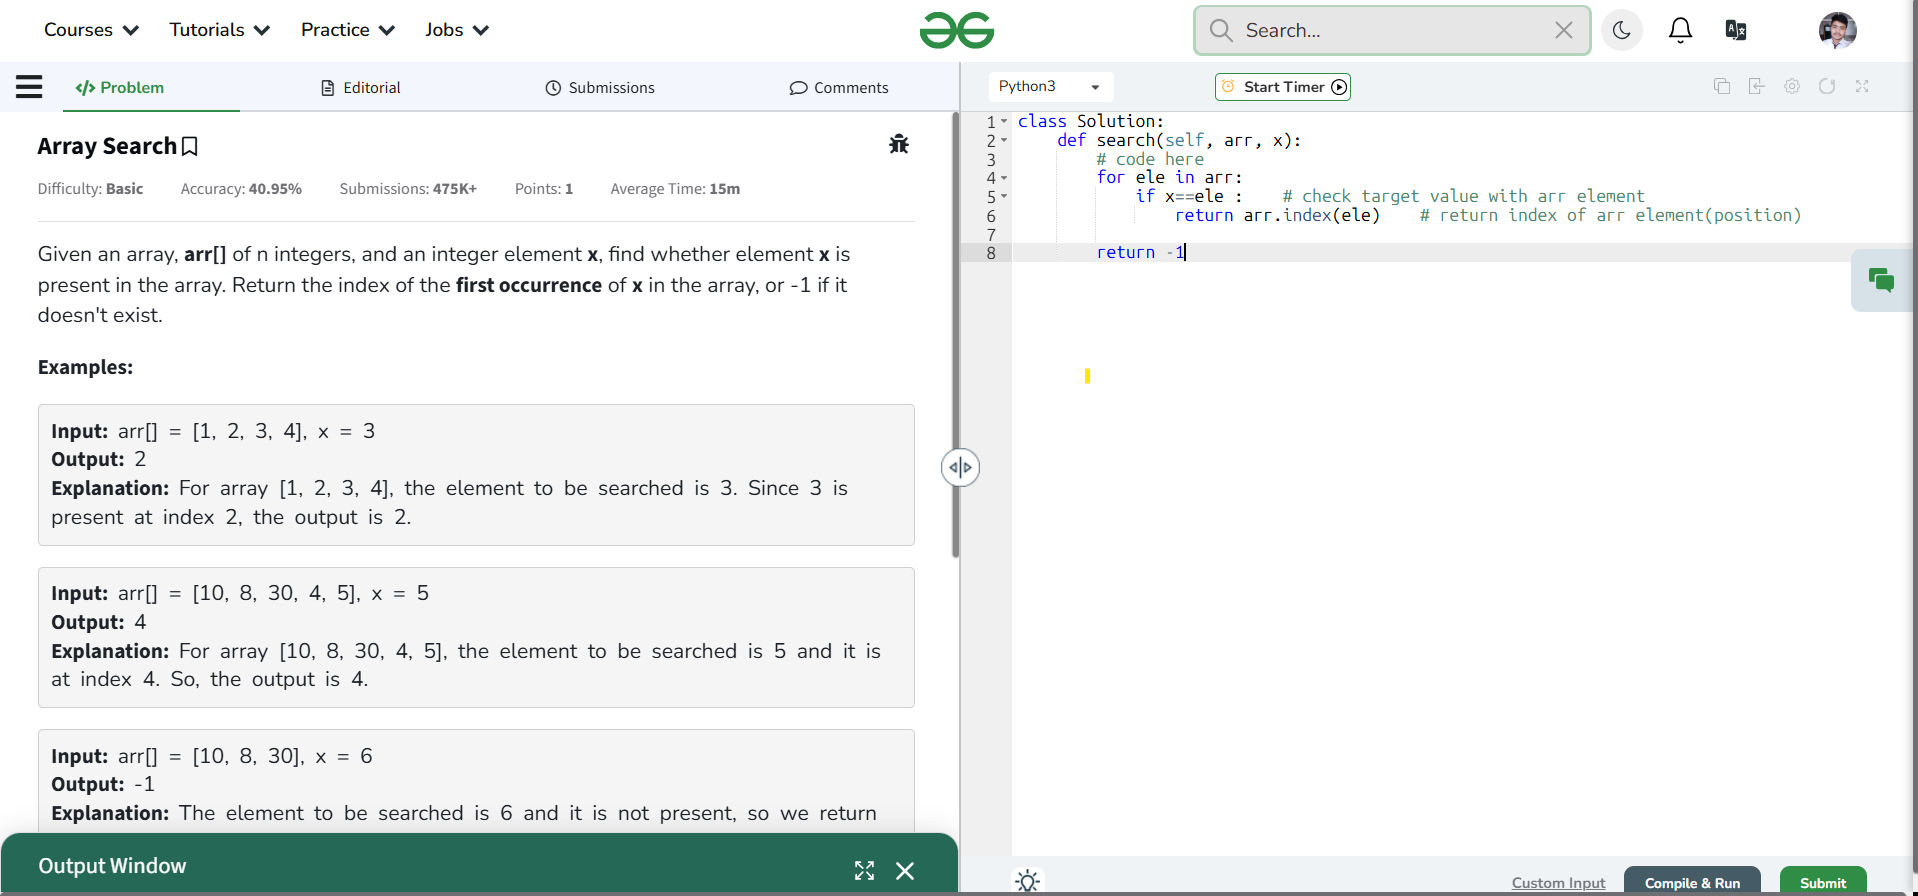 Courses Tutorials Practice Jobs Search...
Problem Editorial Submissions Comments
Python3 Start Timer
Array Search
Difficulty: Basic Accuracy: 40.95% Submissions: 475K+ Points: 1 Average Time: 15m
Given an array, arr[] of n integers, and an integer element x, find whether element x is
present in the array. Return the index of the first occurrence of x in the array, or -1 if it
doesn't exist.
Examples:
Input: arr[] = [1, 2, 3, 4], x = 3
Output: 2
Explanation: For array [1, 2, 3, 4], the element to be searched is 3. Since 3 is
present at index 2, the output is 2.
Input: arr[] = [10, 8, 30, 4, 5], x = 5
Output: 4
Explanation: For array [10, 8, 30, 4, 5], the element to be searched is 5 and it is
at index 4. So, the output is 4.
Input: arr[] = [10, 8, 30], x = 6
Output: -1
Explanation: The element to be searched is 6 and it is not present, so we return
Output Window
1 class Solution:
2     def search(self, arr, x):
3         # code here
4         for ele in arr:
5             if x==ele :    # check target value with arr element
6                 return arr.index(ele)    # return index of arr element(position)
7
8         return -1
Custom Input Compile & Run Submit